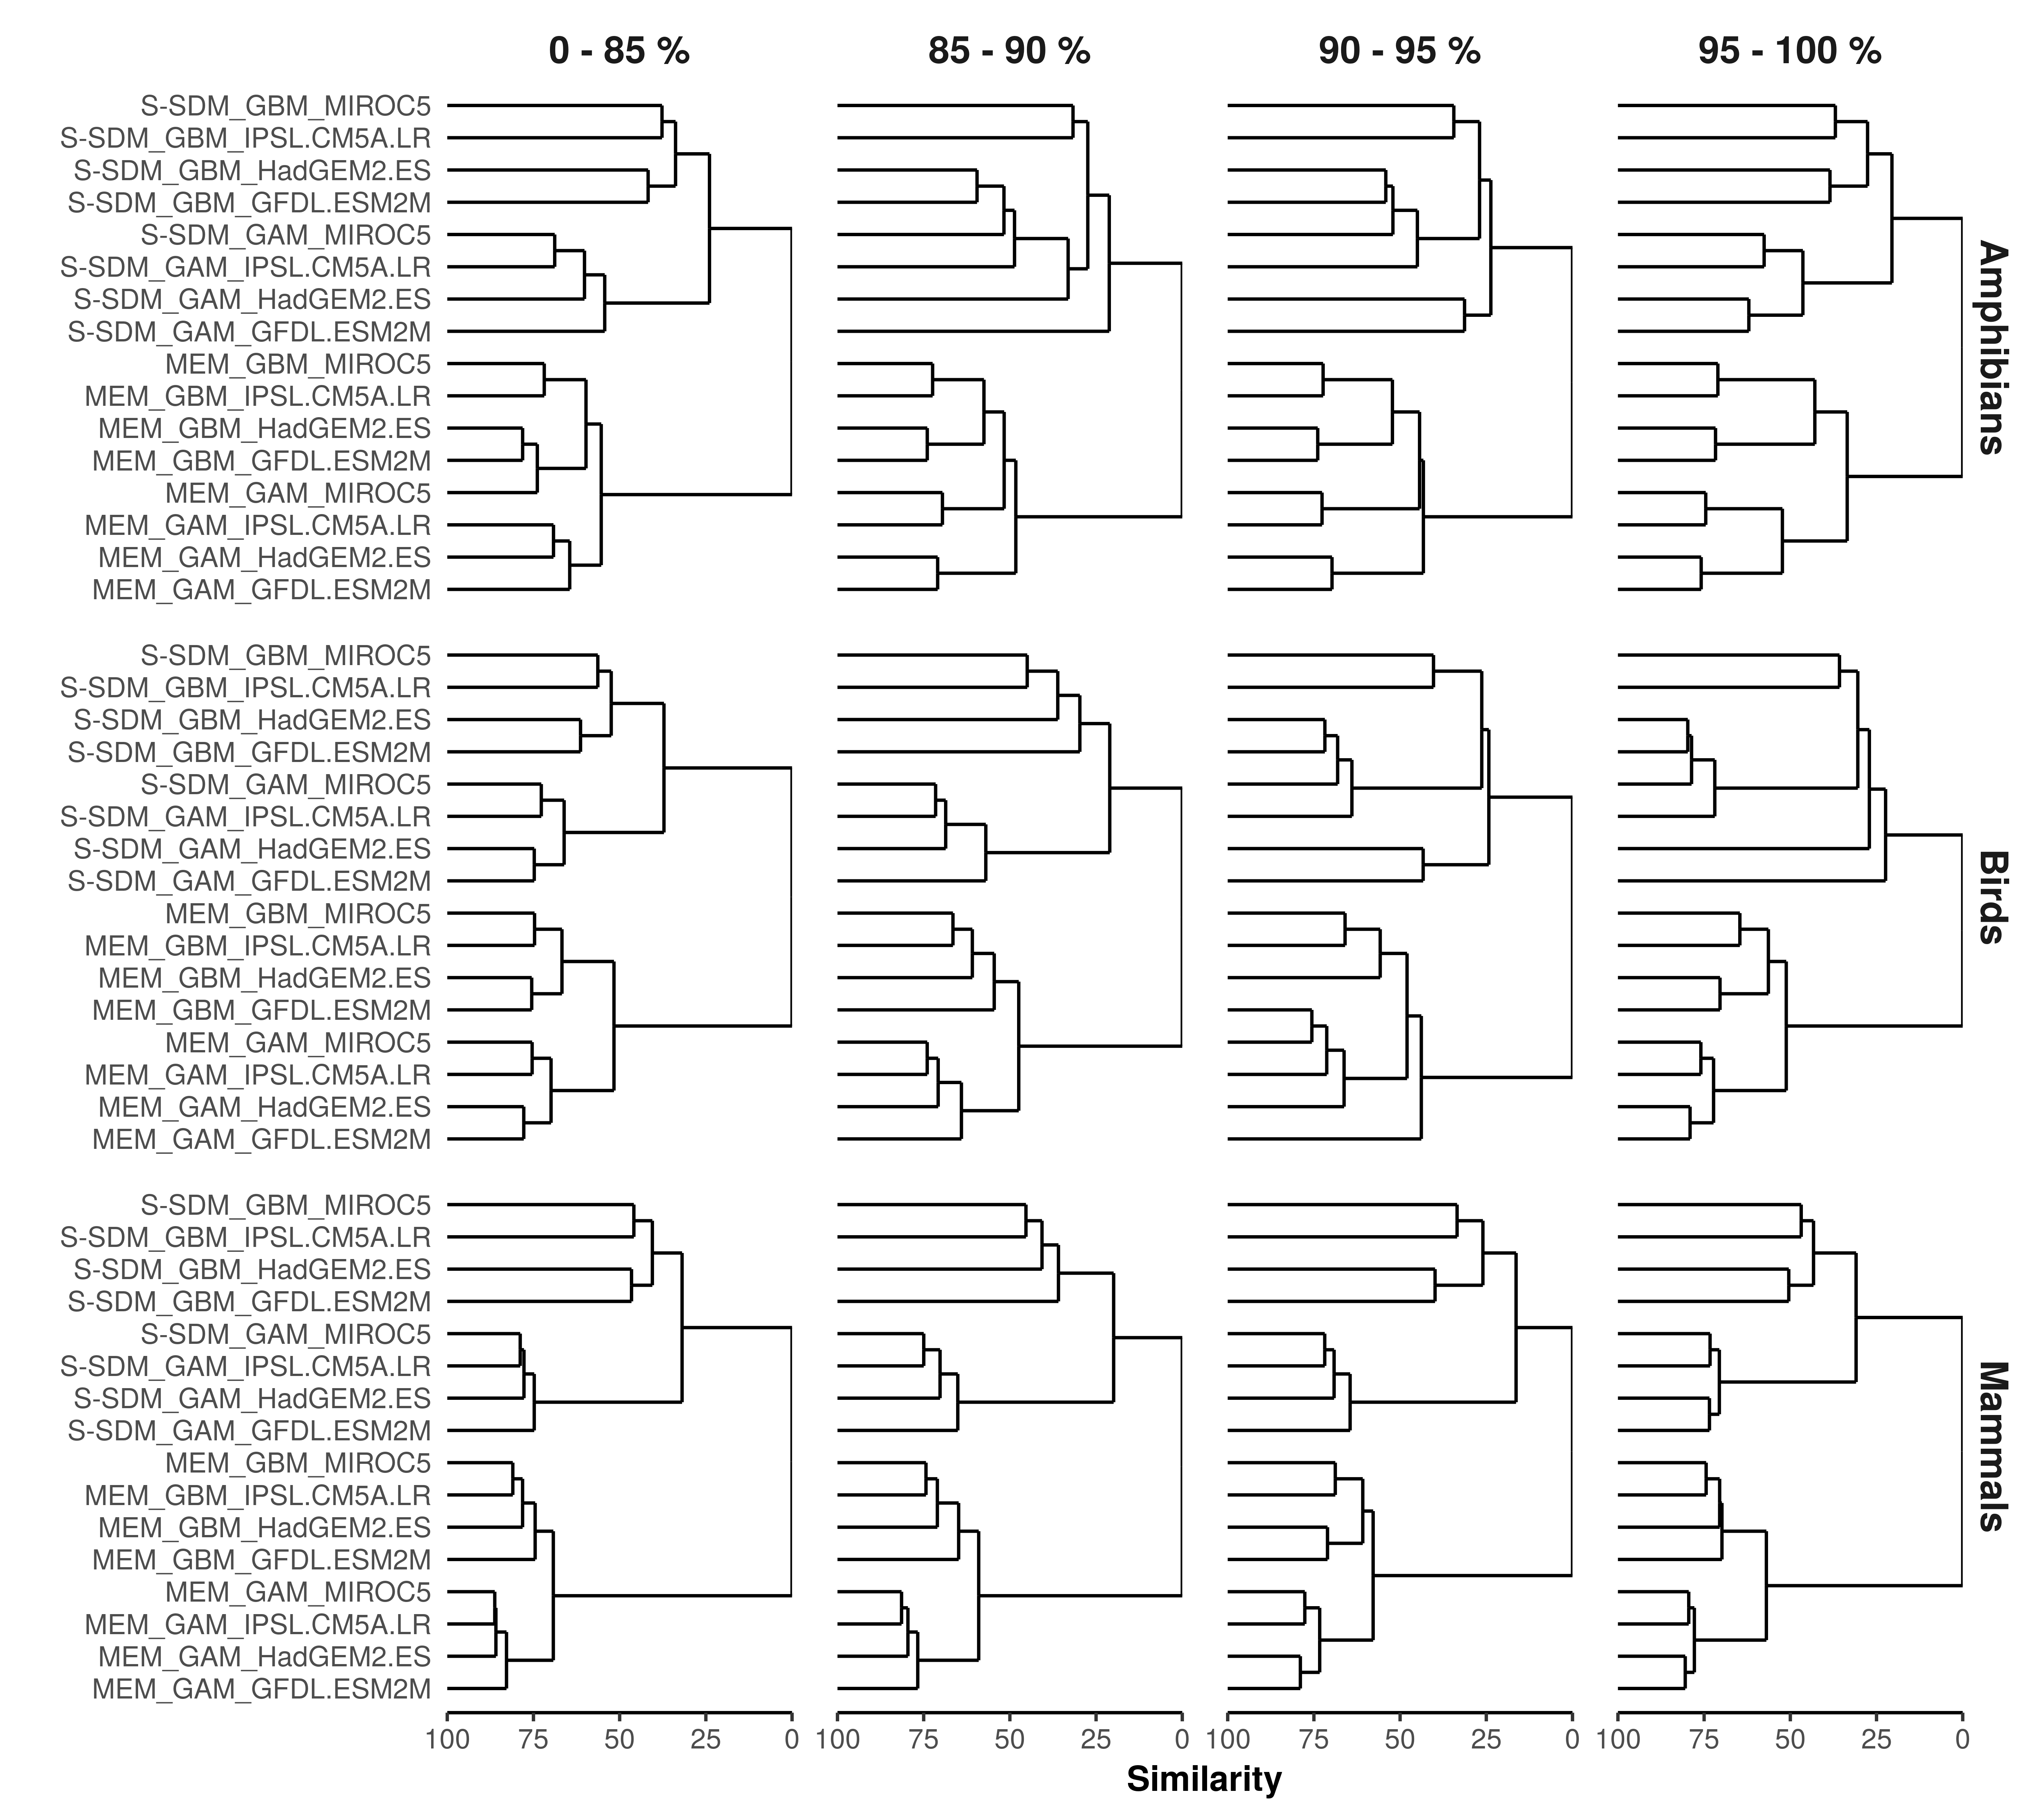 0 - 85 %
85 - 90 %
90 - 95 %
95 - 100 %
S-SDM_GBM_MIROC5
S-SDM_GBM_IPSL.CM5A.LR
S-SDM_GBM_HadGEM2.ES
S-SDM_GBM_GFDL.ESM2M
S-SDM_GAM_MIROC5
S-SDM_GAM_IPSL.CM5A.LR
S-SDM_GAM_HadGEM2.ES
S-SDM_GAM_GFDL.ESM2M
MEM_GBM_MIROC5
MEM_GBM_IPSL.CM5A.LR
MEM_GBM_HadGEM2.ES
MEM_GBM_GFDL.ESM2M
MEM_GAM_MIROC5
MEM_GAM_IPSL.CM5A.LR
MEM_GAM_HadGEM2.ES
MEM_GAM_GFDL.ESM2M
Amphibians
S-SDM_GBM_MIROC5
S-SDM_GBM_IPSL.CM5A.LR
S-SDM_GBM_HadGEM2.ES
S-SDM_GBM_GFDL.ESM2M
S-SDM_GAM_MIROC5
S-SDM_GAM_IPSL.CM5A.LR
S-SDM_GAM_HadGEM2.ES
S-SDM_GAM_GFDL.ESM2M
MEM_GBM_MIROC5
MEM_GBM_IPSL.CM5A.LR
MEM_GBM_HadGEM2.ES
MEM_GBM_GFDL.ESM2M
MEM_GAM_MIROC5
MEM_GAM_IPSL.CM5A.LR
MEM_GAM_HadGEM2.ES
MEM_GAM_GFDL.ESM2M
Birds
S-SDM_GBM_MIROC5
S-SDM_GBM_IPSL.CM5A.LR
S-SDM_GBM_HadGEM2.ES
S-SDM_GBM_GFDL.ESM2M
S-SDM_GAM_MIROC5
S-SDM_GAM_IPSL.CM5A.LR
S-SDM_GAM_HadGEM2.ES
S-SDM_GAM_GFDL.ESM2M
MEM_GBM_MIROC5
MEM_GBM_IPSL.CM5A.LR
MEM_GBM_HadGEM2.ES
MEM_GBM_GFDL.ESM2M
MEM_GAM_MIROC5
MEM_GAM_IPSL.CM5A.LR
MEM_GAM_HadGEM2.ES
MEM_GAM_GFDL.ESM2M
Mammals
100 75 50 25 0
100 75 50 25 0
100 75 50 25 0
100 75 50 25 0
Similarity